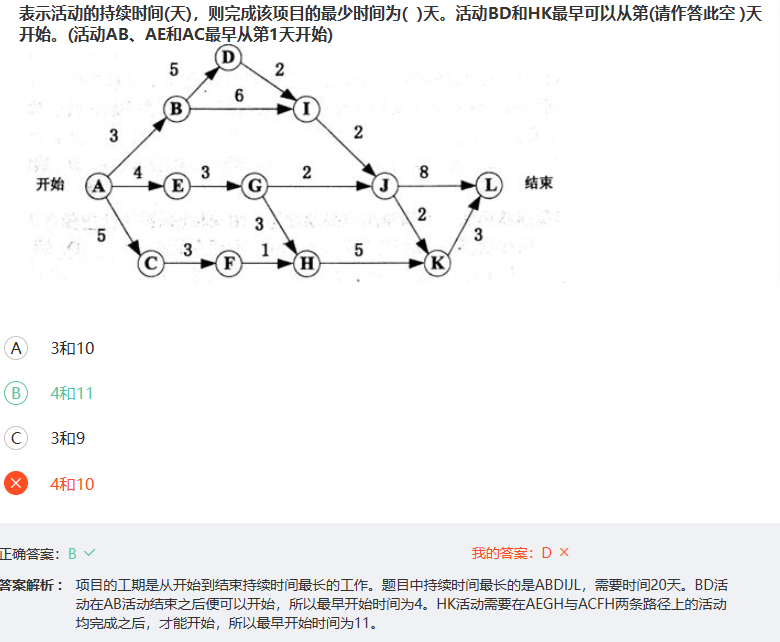 表示活动的持续时间(天)，则完成该项目的最少时间为( )天。活动BD和HK最早可以从第(请作答此空 )天
开始。(活动AB、AE和AC最早从第1天开始)
D
5
2
6
B
I
3
2
开始
A
4
E
3
G
2
J
8
L
结束
5
3
2
3
C
3
F
1
H
5
K
A
3和10
B
4和11
C
3和9
4和10
正确答案：B
我的答案：D
答案解析：
项目的工期是从开始到结束持续时间最长的工作。题目中持续时间最长的是ABDIJL，需要时间20天。BD活
动在AB活动结束之后便可以开始，所以最早开始时间为4。HK活动需要在AEGH与ACFH两条路径上的活动
均完成之后，才能开始，所以最早开始时间为11。